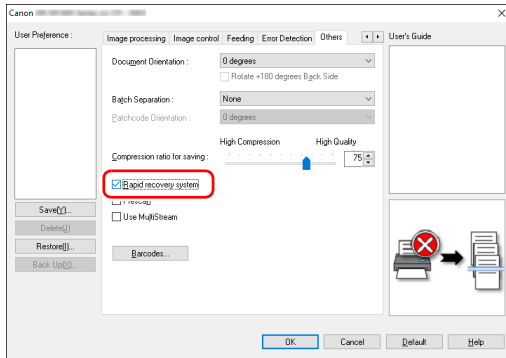 Canon
User Preference :
Image processing Image control Feeding Error Detection Others
User's Guide
Document Orientation :
0 degrees
Rotate +180 degrees Back Side
Batch Separation :
None
Patchcode Orientation :
0 degrees
High Compression High Quality
Compression ratio for saving :
75
Rapid recovery system
Prescan
Use MultiStream
Save(Y)...
Delete(J)
Restore(I)...
Barcodes...
OK Cancel Default Help